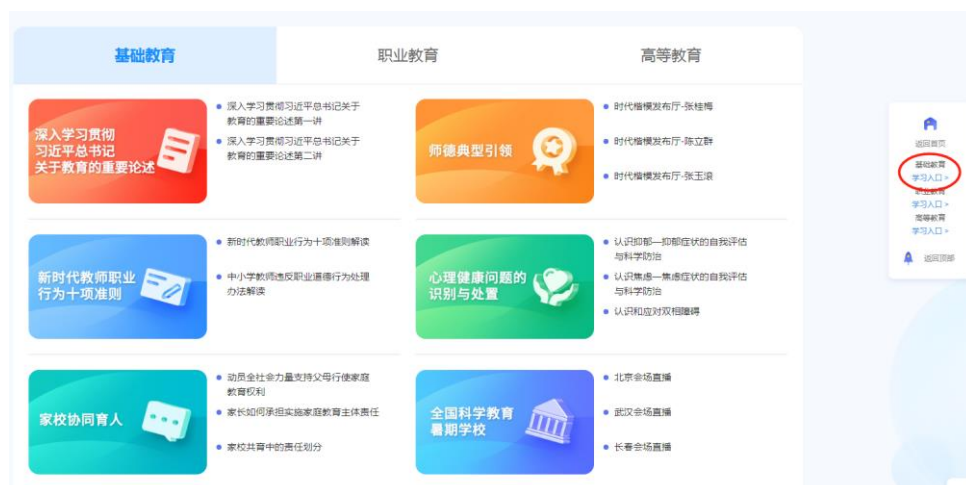 基础教育
职业教育
高等教育
深入学习贯彻
习近平总书记
关于教育的重要论述
深入学习贯彻习近平总书记关于
教育的重要论述第一讲
深入学习贯彻习近平总书记关于
教育的重要论述第二讲
师德典型引领
时代楷模发布厅-张桂梅
时代楷模发布厅-陈立群
时代楷模发布厅-张玉滚
新时代教师职业
行为十项准则
新时代教师职业行为十项准则解读
中小学教师违反职业道德行为处理
办法解读
心理健康问题的
识别与处置
认识抑郁—抑郁症状的自我评估
与科学防治
认识焦虑—焦虑症状的自我评估
与科学防治
认识和应对双相障碍
家校协同育人
动员全社会力量支持父母行使家庭
教育权利
家长如何承担实施家庭教育主体责任
家校共育中的责任划分
全国科学教育
暑期学校
北京会场直播
武汉会场直播
长春会场直播
返回首页
基础教育
学习入口 >
职业教育
学习入口 >
高等教育
学习入口 >
返回顶部